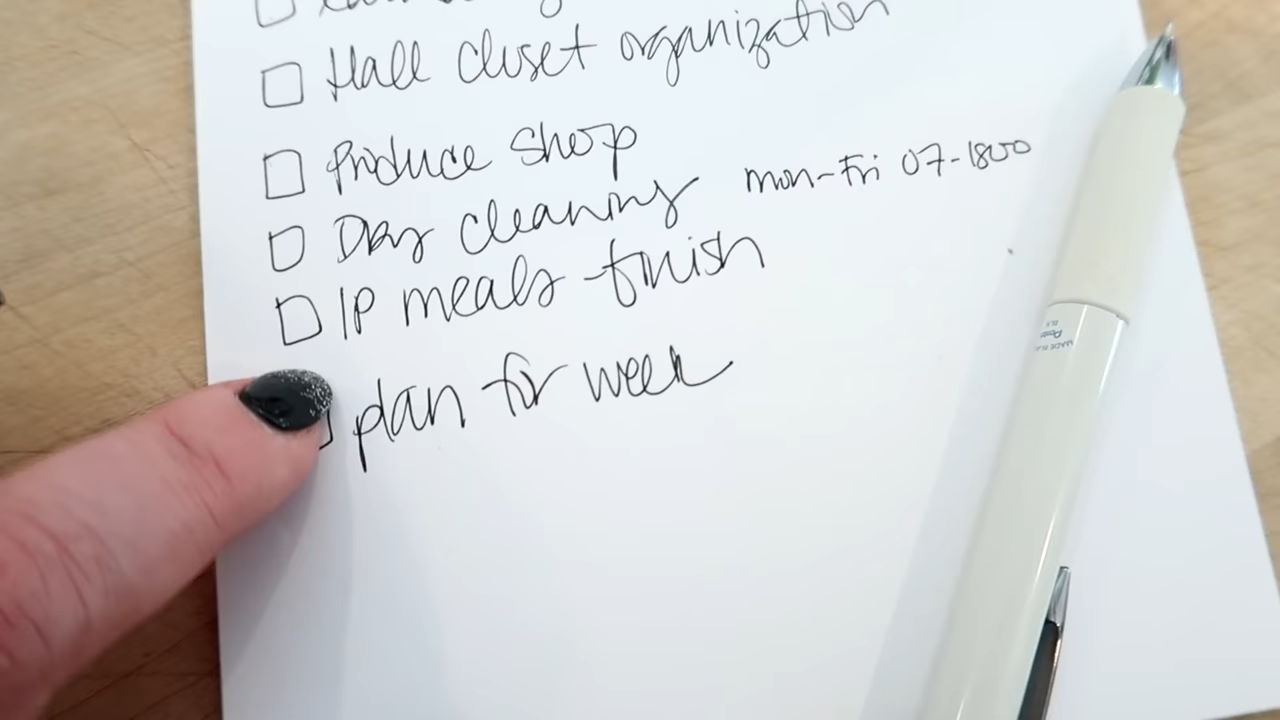 Hall closet organization
Produce shop
Dry cleaning mon-Fri 07-1800
IP meals -finish
plan for week